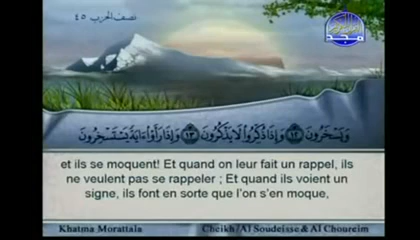 نصف الحزب ٤٥
وَيَسْخَرُونَ ١٢ وَإِذَا ذُكِّرُوا۟ لَا يَذْكُرُونَ ١٣ وَإِذَا رَأَوْا۟ ءَايَةً يَسْتَسْخِرُونَ
et ils se moquent! Et quand on leur fait un rappel, ils
ne veulent pas se rappeler ; Et quand ils voient un
signe, ils font en sorte que l'on s'en moque,
Khatma Morattala Cheikh/Al Soudeisse & Al Choureim